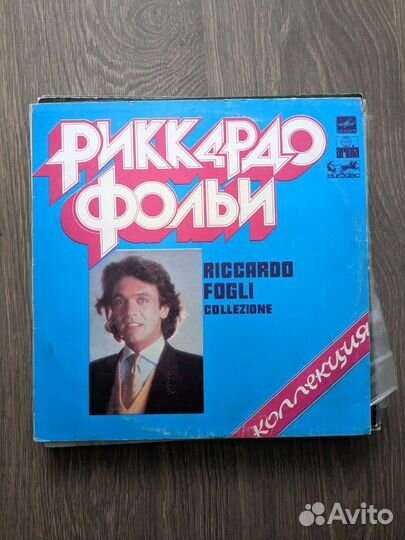 РИККАРДО
ФОЛЬИ
ariola
eurodisc
RICCARDO
FOGLI
COLLEZIONE
КОЛЛЕКЦИЯ
Avito